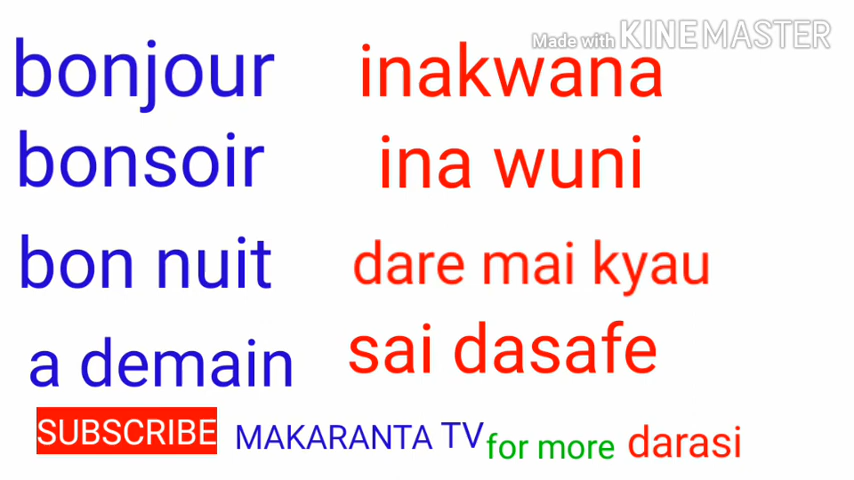 Made with KINEMASTER
bonjour inakwana
bonsoir ina wuni
bon nuit dare mai kyau
a demain sai dasafe
SUBSCRIBE MAKARANTA TV for more darasi